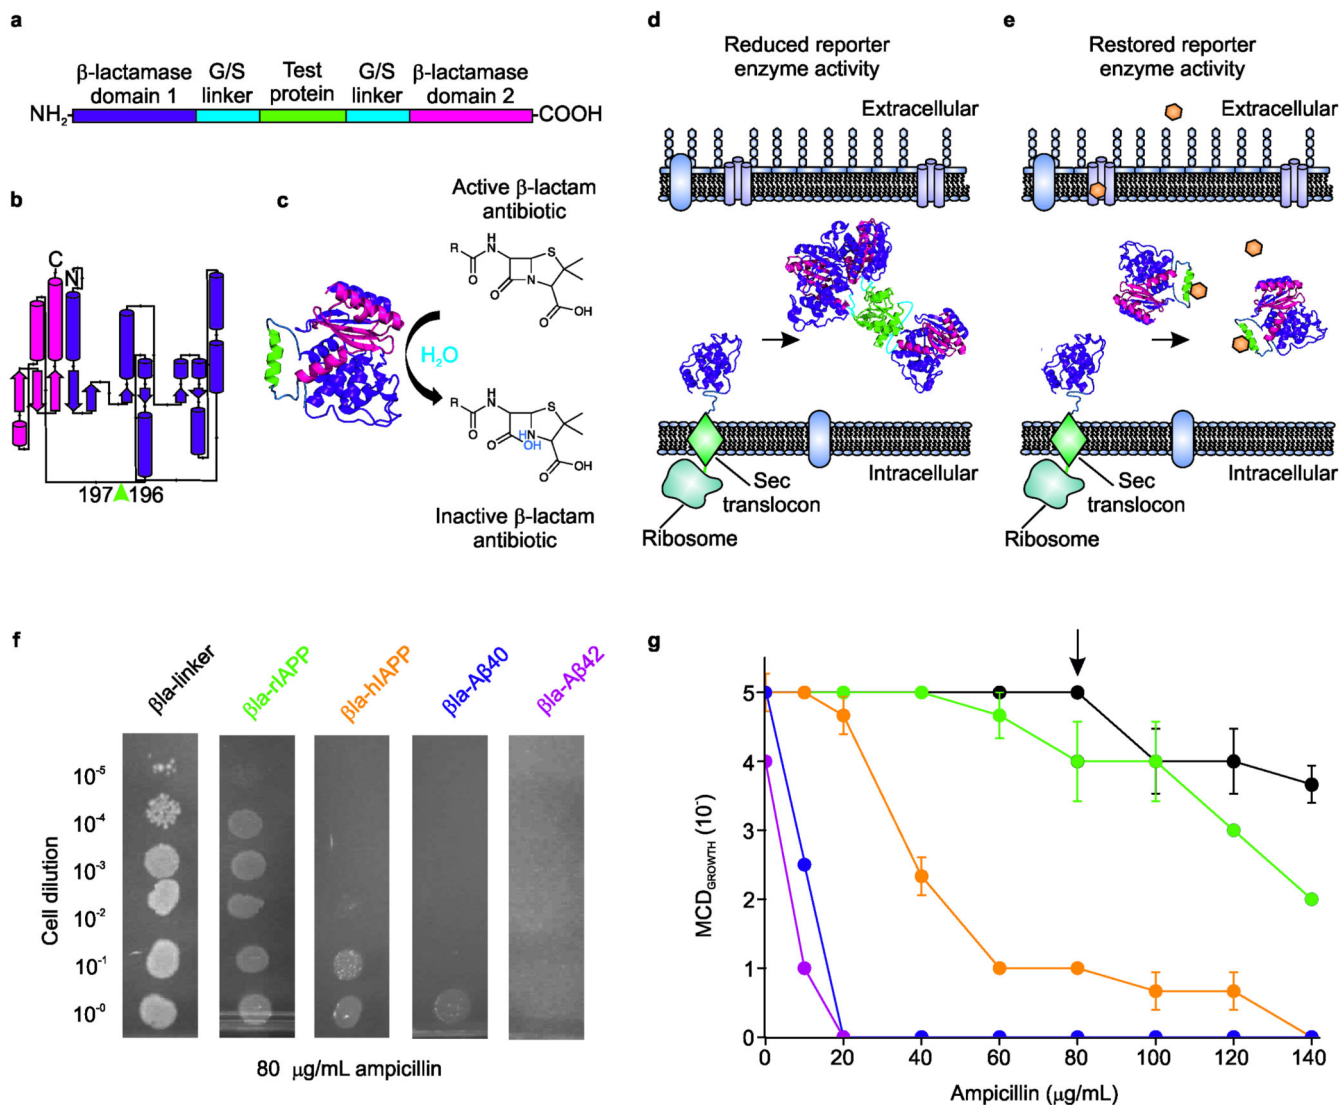 a
β-lactamase domain 1
G/S linker
Test protein
G/S linker
β-lactamase domain 2
NH2
COOH
b
C
N
197
196
c
Active β-lactam
antibiotic
R
O
H
N
S
O
N
O
OH
H2O
R
O
H
N
S
O
H
N
OH
O
OH
Inactive β-lactam
antibiotic
d
Reduced reporter
enzyme activity
Extracellular
Intracellular
Sec
translocon
Ribosome
e
Restored reporter
enzyme activity
Extracellular
Intracellular
Sec
translocon
Ribosome
f
βla-linker
βla-rIAPP
βla-hIAPP
βla-Aβ40
βla-Aβ42
Cell dilution
10-5
10-4
10-3
10-2
10-1
10-0
80 μg/mL ampicillin
g
MCDGROWTH (10-)
5
4
3
2
1
0
0 20 40 60 80 100 120 140
Ampicillin (μg/mL)